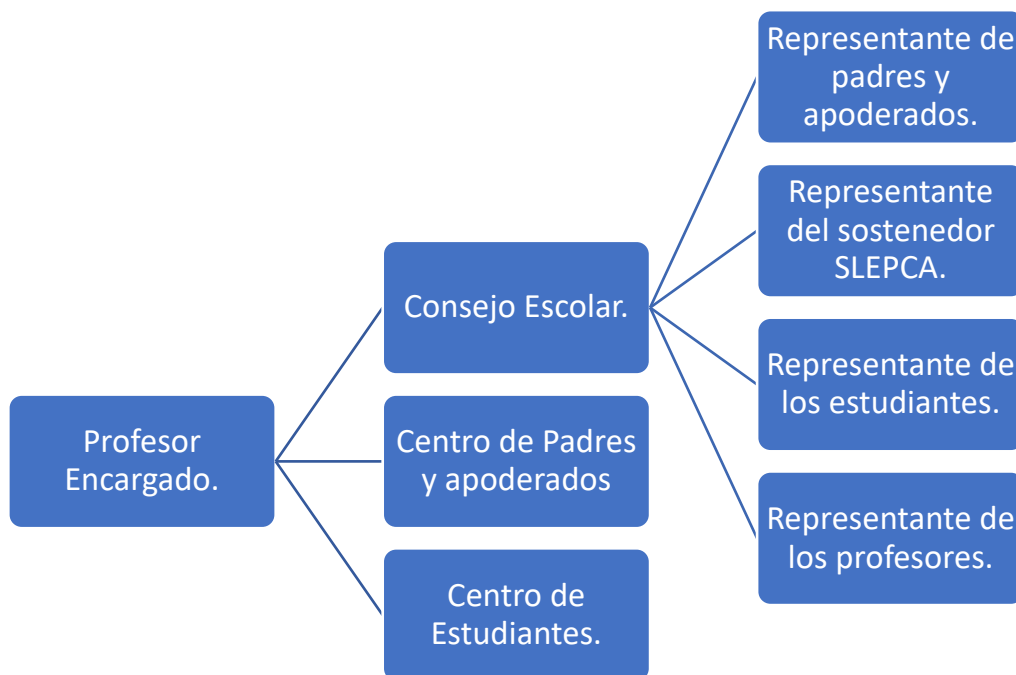 Profesor
Encargado.
Consejo Escolar.
Centro de Padres
y apoderados
Centro de
Estudiantes.
Representante de
padres y
apoderados.
Representante
del sostenedor
SLEPCA.
Representante de
los estudiantes.
Representante de
los profesores.